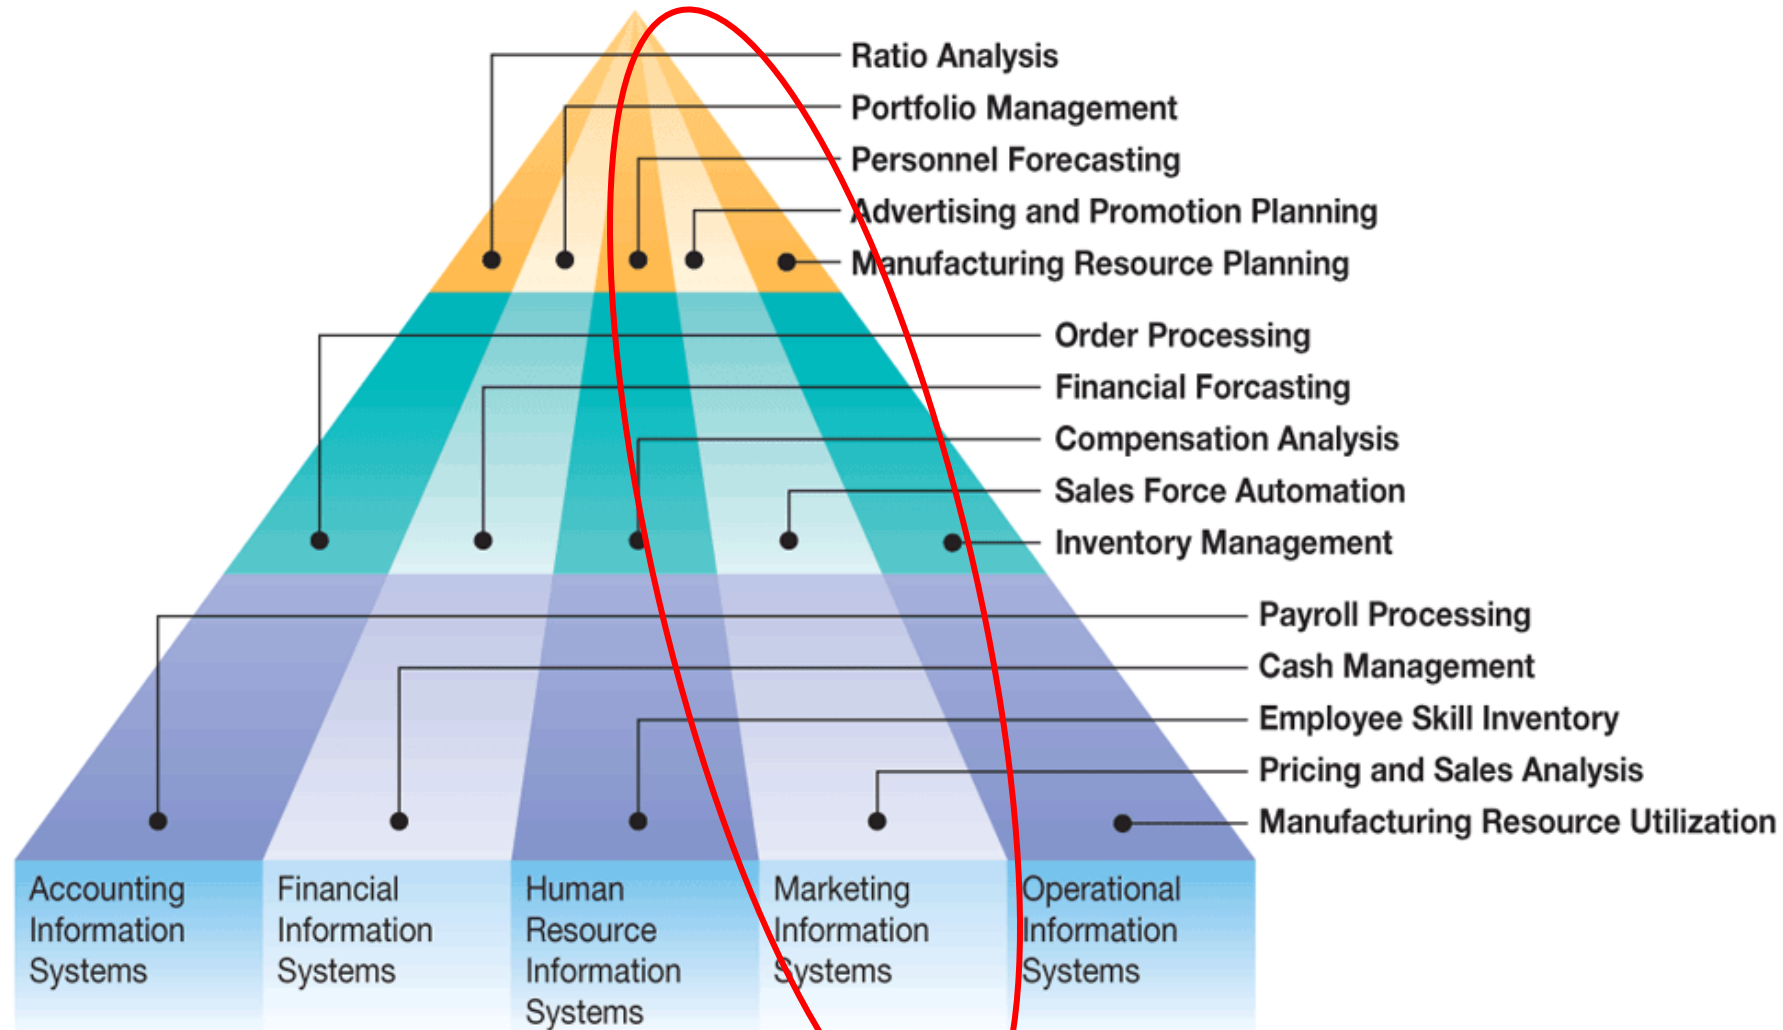 Ratio Analysis
Portfolio Management
Personnel Forecasting
Advertising and Promotion Planning
Manufacturing Resource Planning
Order Processing
Financial Forcasting
Compensation Analysis
Sales Force Automation
Inventory Management
Payroll Processing
Cash Management
Employee Skill Inventory
Pricing and Sales Analysis
Manufacturing Resource Utilization
Accounting
Information
Systems
Financial
Information
Systems
Human
Resource
Information
Systems
Marketing
Information
Systems
Operational
Information
Systems